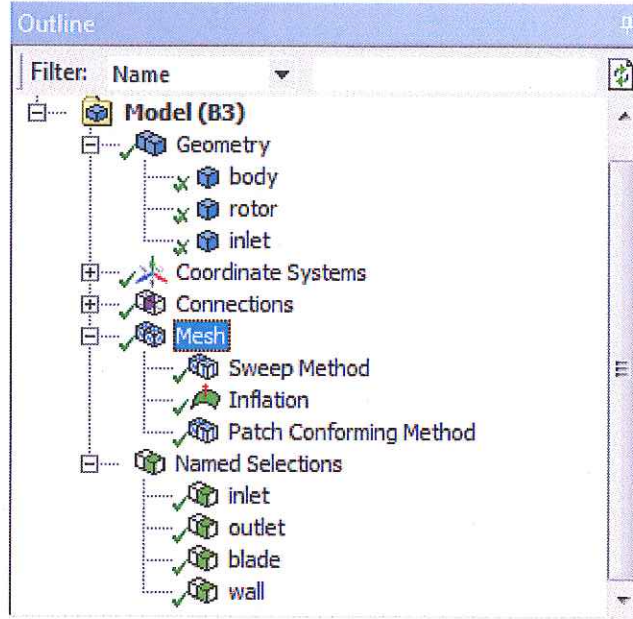 Outline
Filter: Name
Model (B3)
Geometry
body
rotor
inlet
Coordinate Systems
Connections
Mesh
Sweep Method
Inflation
Patch Conforming Method
Named Selections
inlet
outlet
blade
wall